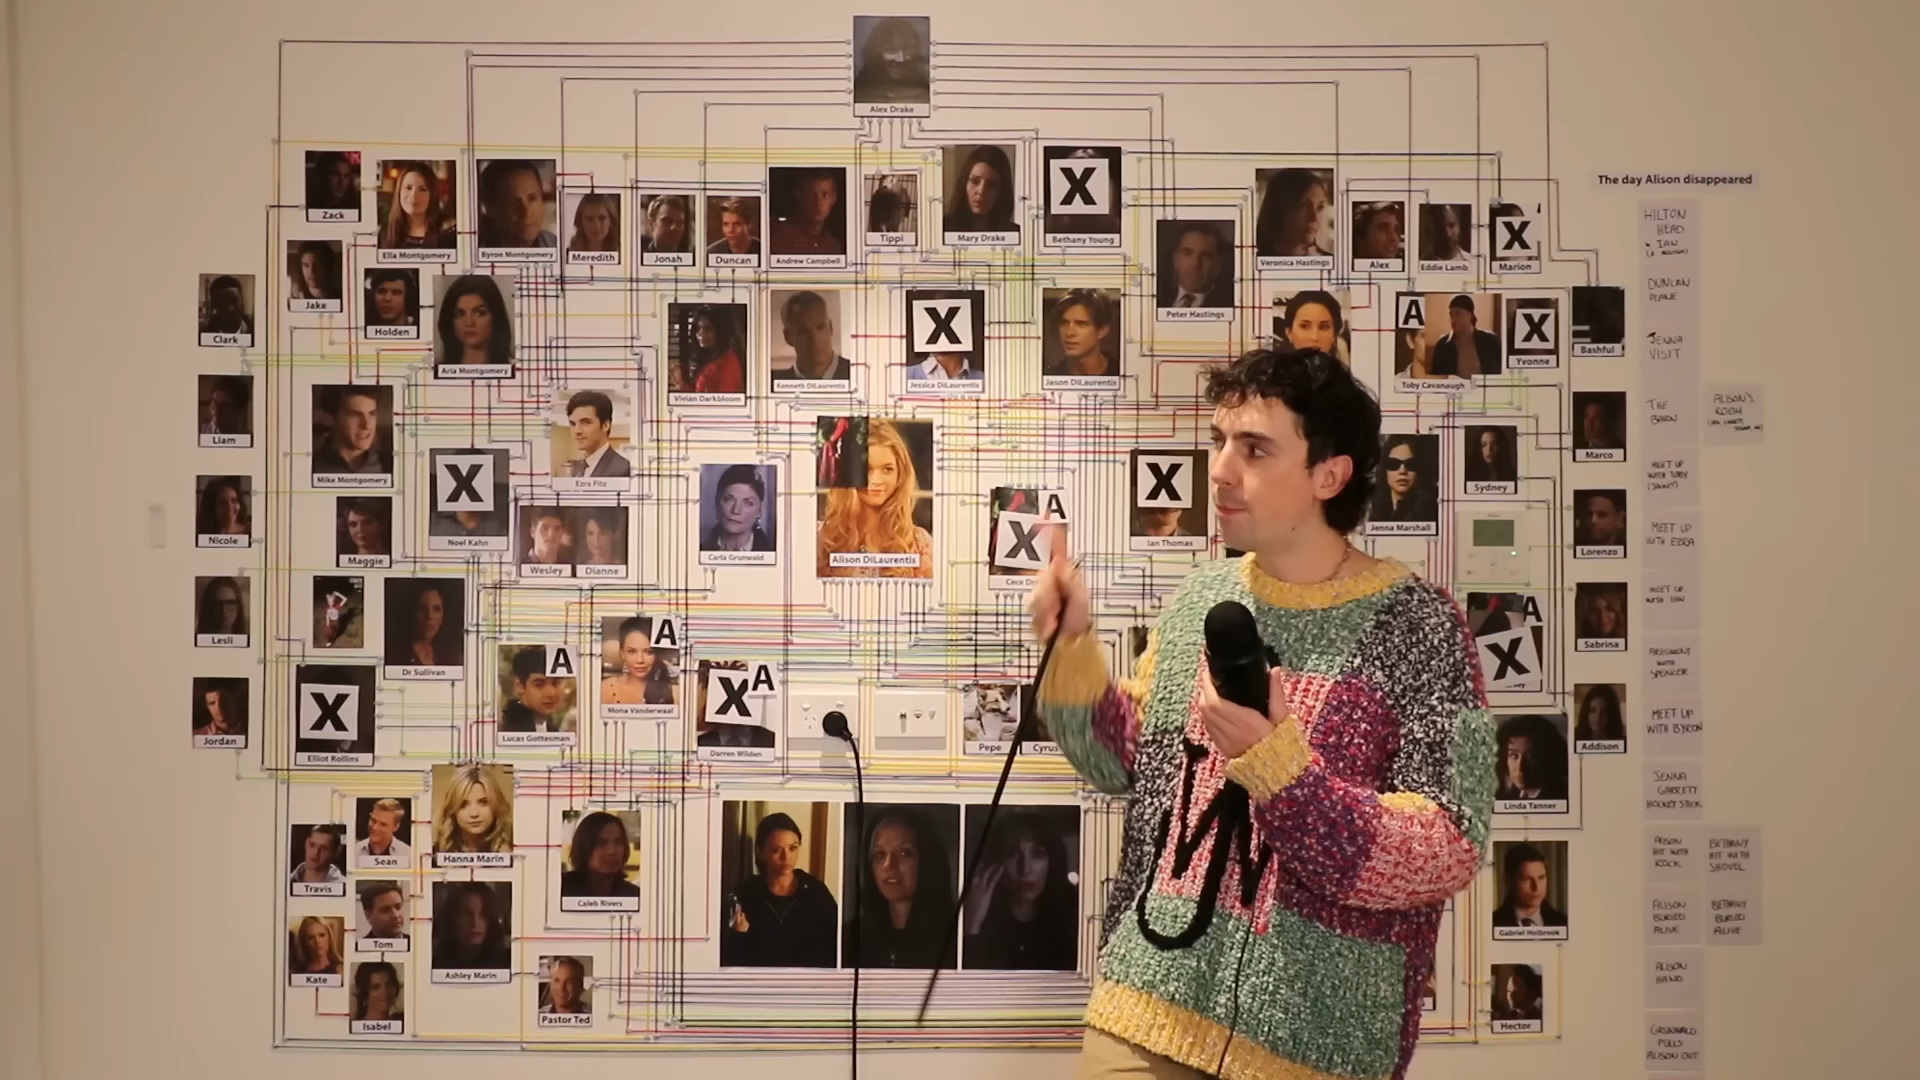 Alex Drake
The day Alison disappeared
Zack
Ella Montgomery
Byron Montgomery
Meredith
Jonah
Duncan
Andrew Campbell
Tippi
Mary Drake
X
Bethany Young
Veronica Hastings
Alex
Eddie Lamb
X
Marion
HILTON
HEAD
IAN
Jake
Holden
Clark
Aria Montgomery
Vivian Darkbloom
Kenneth DiLaurentis
X
Jessica DiLaurentis
Jason DiLaurentis
Peter Hastings
A
Toby Cavanaugh
X
Yvonne
Bashful
DUNCAN
PLANE
JENNA
VISIT
Liam
Mike Montgomery
Ezra Fitz
X
Noel Kahn
Carla Grunwald
Alison DiLaurentis
A
X
Cece
X
Ian Thomas
Jenna Marshall
Sydney
Marco
THE
BARN
ALISON'S
ROOM
MEET UP
WITH TOBY
Nicole
Maggie
Wesley
Dianne
Lorenzo
MEET UP
WITH EZRA
Lesli
Dr Sullivan
A
Lucas Gottesman
A
Mona Vanderwaal
X A
Darren Wilden
A
X
Sabrina
MEET UP
WITH IAN
ARGUMENT
WITH
SPENCER
Jordan
X
Elliot Rollins
Pepe
Cyrus
Linda Tanner
Addison
MEET UP
WITH BYRON
JENNA
GARRETT
HOCKEY STICK
Travis
Sean
Hanna Marin
Caleb Rivers
Gabriel Holbrook
ALISON
HIT WITH
ROCK
BETHANY
HIT WITH
SHOVEL
Kate
Tom
Ashley Marin
Isabel
Pastor Ted
Hector
ALISON
BURIED
ALIVE
BETHANY
BURIED
ALIVE
ALISON
HAND
GRUNWALD
PULLS
ALISON OUT